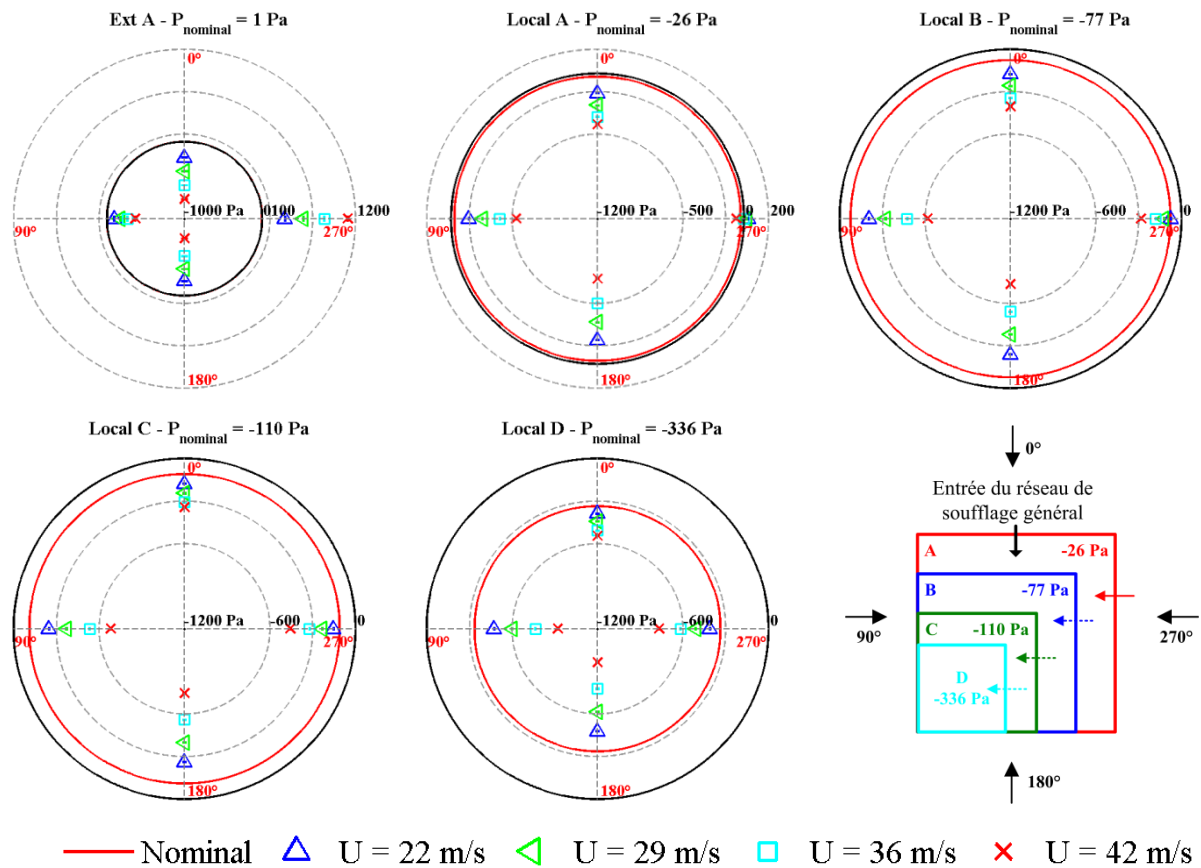 Ext A - Pnominal = 1 Pa
0°
90°
1000 Pa
0100
1200
270°
180°
Local A - Pnominal = -26 Pa
0°
90°
-1200 Pa
-500
0
200
270°
180°
Local B - Pnominal = -77 Pa
0°
90°
-1200 Pa
-600
0
270°
180°
Local C - Pnominal = -110 Pa
0°
90°
-1200 Pa
-600
0
270°
180°
Local D - Pnominal = -336 Pa
0°
90°
-1200 Pa
-600
0
270°
180°
0°
Entrée du réseau de
soufflage général
A
-26 Pa
B
-77 Pa
C
-110 Pa
D
-336 Pa
90°
270°
180°
Nominal
U = 22 m/s
U = 29 m/s
U = 36 m/s
U = 42 m/s